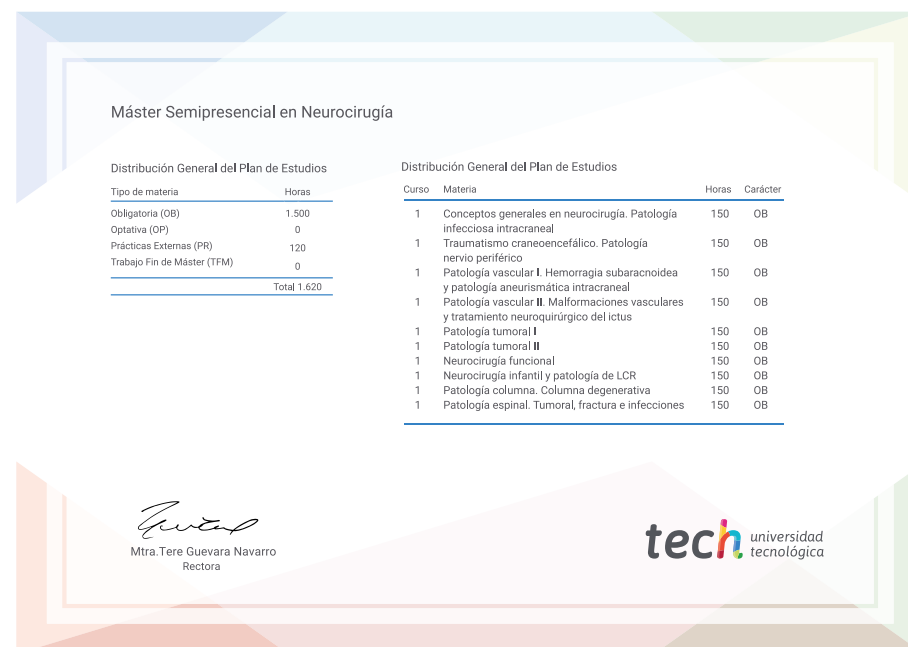 Máster Semipresencial en Neurocirugía
Distribución General del Plan de Estudios
Tipo de materia Horas
Obligatoria (OB) 1.500
Optativa (OP) 0
Prácticas Externas (PR) 120
Trabajo Fin de Máster (TFM) 0
Total 1.620
Distribución General del Plan de Estudios
Curso Materia Horas Carácter
1 Conceptos generales en neurocirugía. Patología 150 OB
infecciosa intracraneal
1 Traumatismo craneoencefálico. Patología 150 OB
nervio periférico
1 Patología vascular I. Hemorragia subaracnoidea 150 OB
y patología aneurismática intracraneal
1 Patología vascular II. Malformaciones vasculares 150 OB
y tratamiento neuroquirúrgico del ictus
1 Patología tumoral I 150 OB
1 Patología tumoral II 150 OB
1 Neurocirugía funcional 150 OB
1 Neurocirugía infantil y patología de LCR 150 OB
1 Patología columna. Columna degenerativa 150 OB
1 Patología espinal. Tumoral, fractura e infecciones 150 OB
Mtra.Tere Guevara Navarro
Rectora
tech universidad
tecnológica